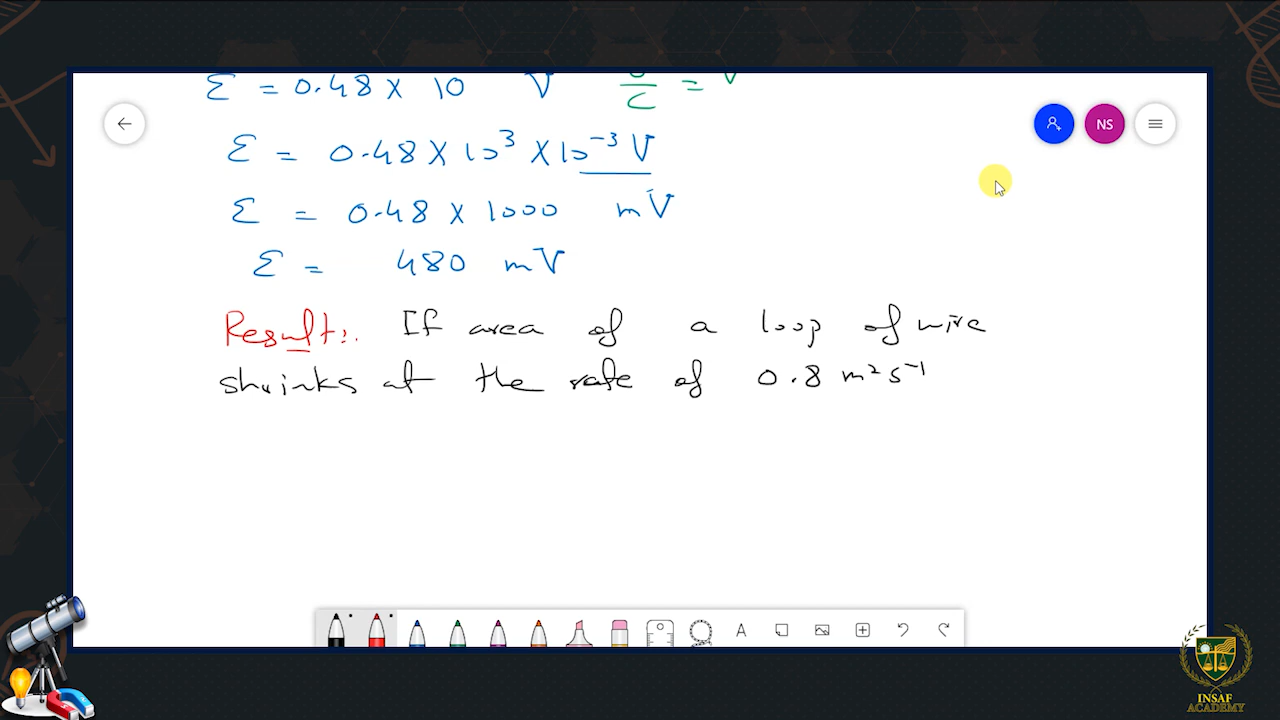 Ɛ = 0.48 × 10 V = V
NS
Ɛ = 0.48 × 10³ × 10⁻³ V
Ɛ = 0.48 × 1000 mV
Ɛ = 480 mV
Result:. If area of a loop of wire
shrinks at the rate of 0.8 m²s⁻¹
A
INSAF
ACADEMY